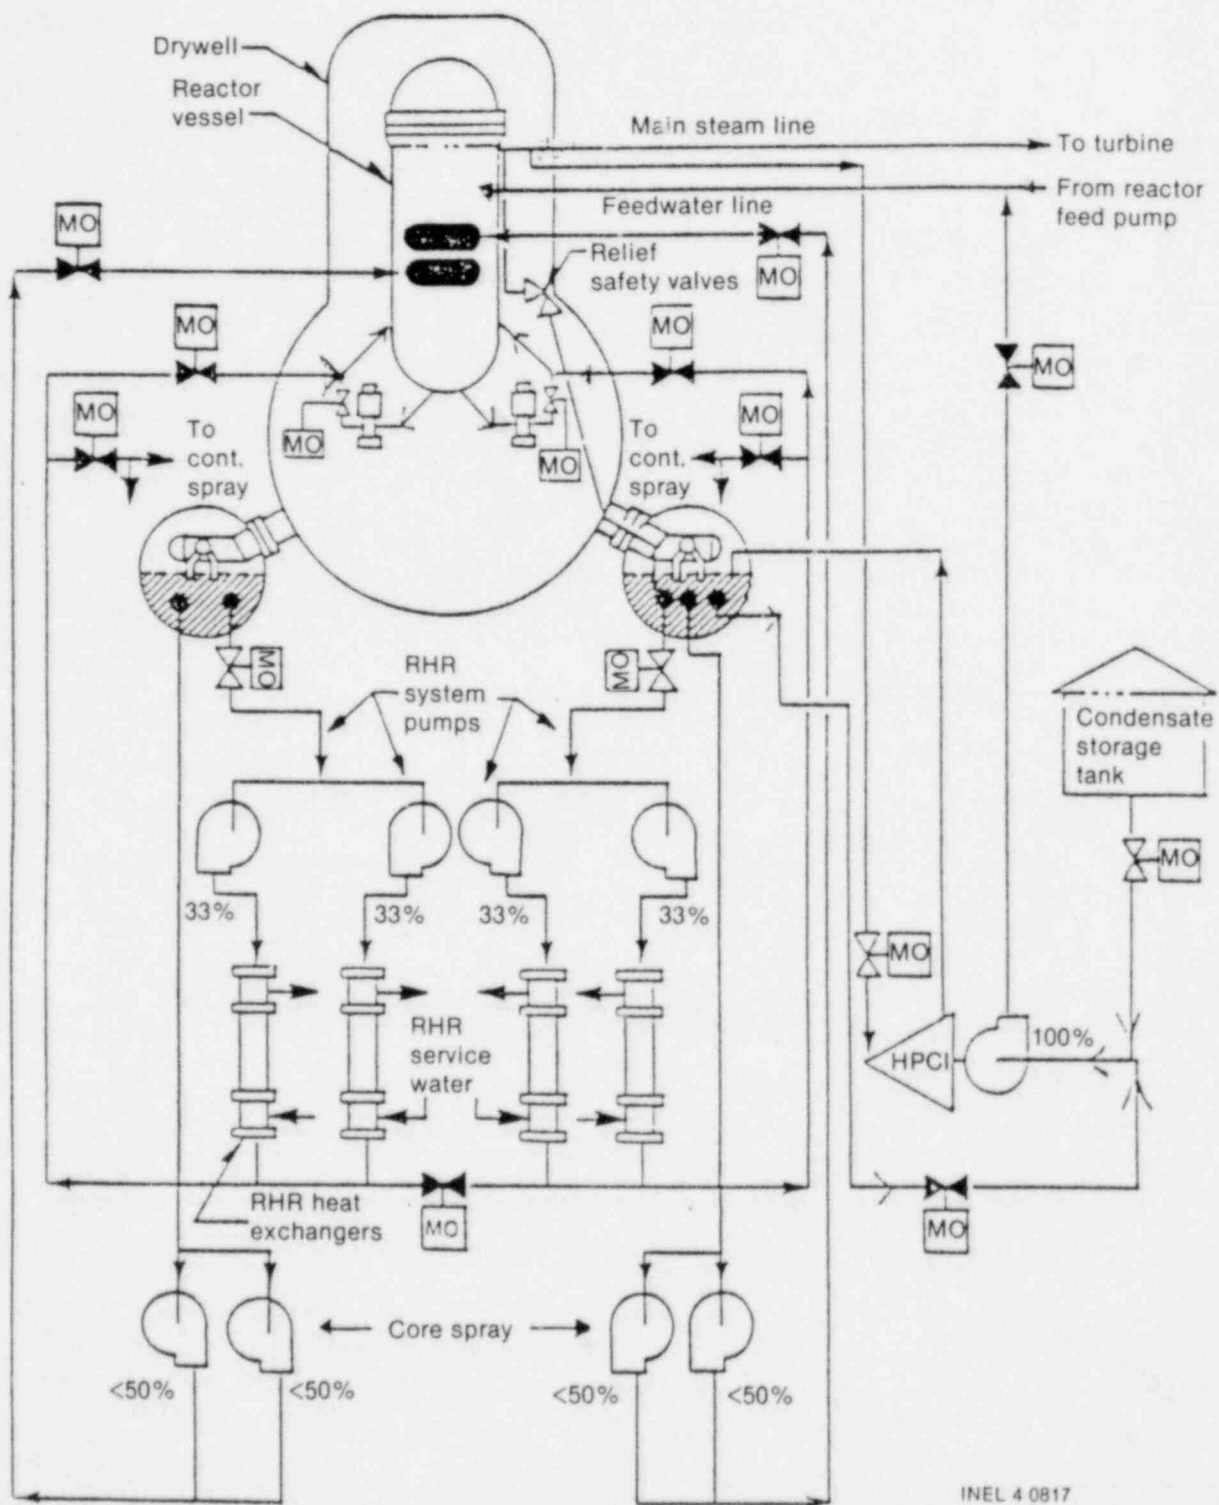 Drywell
Reactor
vessel
Main steam line
To turbine
From reactor
feed pump
Feedwater line
MO
Relief
safety valves
MO
MO
MO
MO
MO
To
cont.
spray
MO
MO
To
cont.
spray
MO
MO
RHR
system
pumps
MO
Condensate
storage
tank
MO
33%
33%
33%
33%
MO
RHR
service
water
HPCI
100%
RHR heat
exchangers
MO
MO
Core spray
<50%
<50%
<50%
<50%
INEL 4 0817